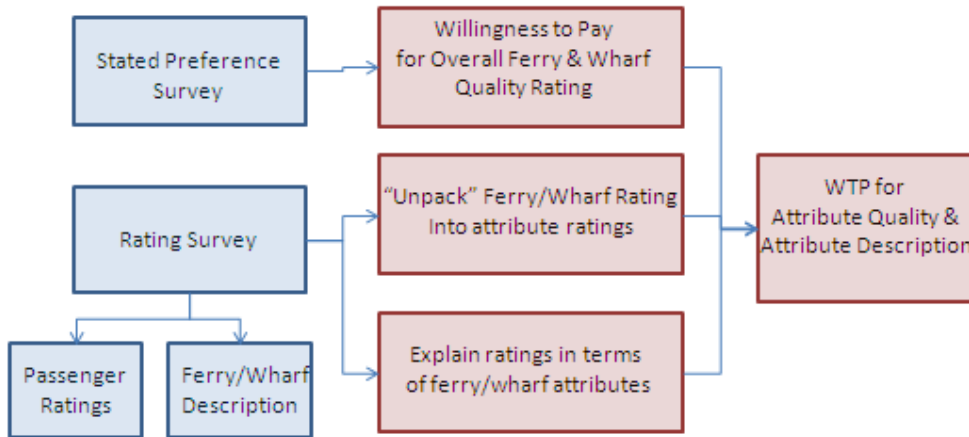 Stated Preference
Survey
Willingness to Pay
for Overall Ferry & Wharf
Quality Rating
Rating Survey
“Unpack” Ferry/Wharf Rating
Into attribute ratings
WTP for
Attribute Quality &
Attribute Description
Passenger
Ratings
Ferry/Wharf
Description
Explain ratings in terms
of ferry/wharf attributes